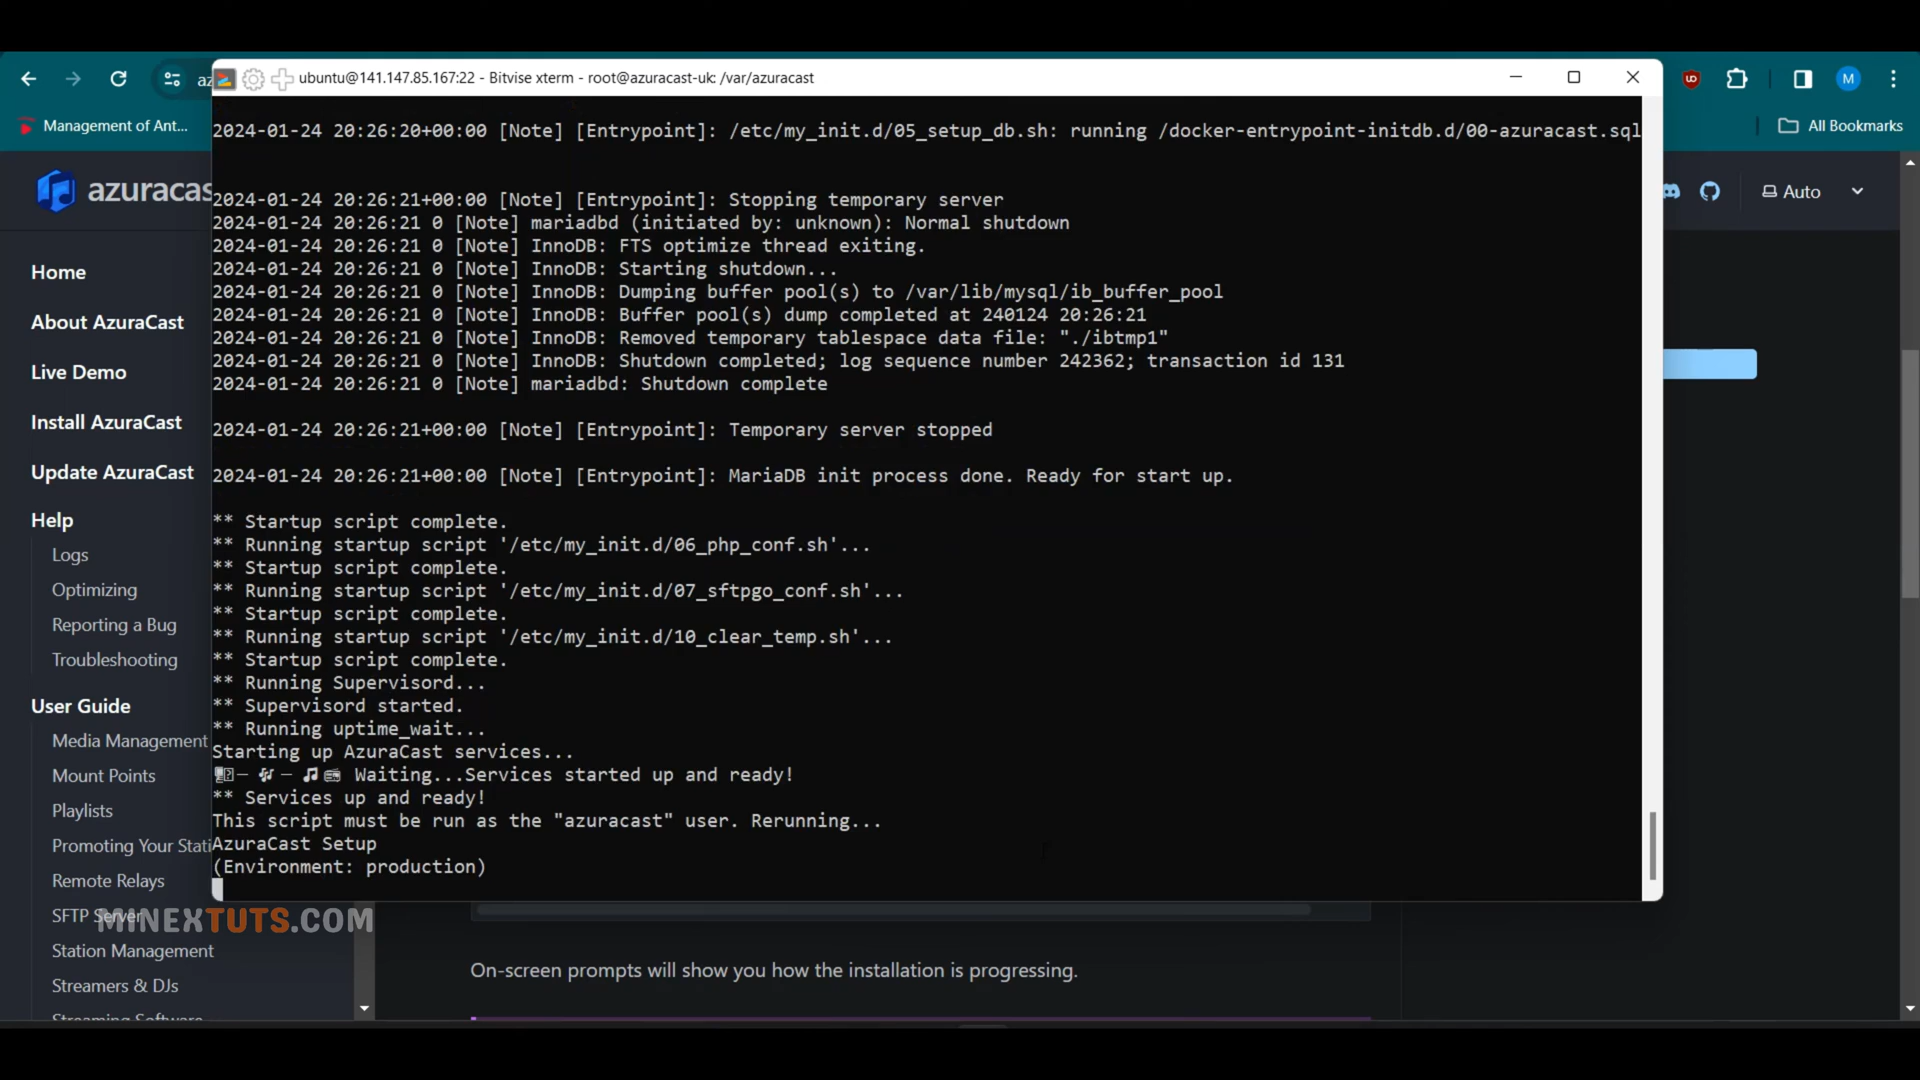 ubuntu@141.147.85.167:22 - Bitvise xterm - root@azuracast-uk: /var/azuracast
M
Management of Ant...
All Bookmarks
azuracas
Auto
Home
About AzuraCast
Live Demo
Install AzuraCast
Update AzuraCast
Help
Logs
Optimizing
Reporting a Bug
Troubleshooting
User Guide
Media Management
Mount Points
Playlists
Promoting Your Stati
Remote Relays
SFTP Server
Station Management
Streamers & DJs
Streaming Software
2024-01-24 20:26:20+00:00 [Note] [Entrypoint]: /etc/my_init.d/05_setup_db.sh: running /docker-entrypoint-initdb.d/00-azuracast.sql
2024-01-24 20:26:21+00:00 [Note] [Entrypoint]: Stopping temporary server
2024-01-24 20:26:21 0 [Note] mariadbd (initiated by: unknown): Normal shutdown
2024-01-24 20:26:21 0 [Note] InnoDB: FTS optimize thread exiting.
2024-01-24 20:26:21 0 [Note] InnoDB: Starting shutdown...
2024-01-24 20:26:21 0 [Note] InnoDB: Dumping buffer pool(s) to /var/lib/mysql/ib_buffer_pool
2024-01-24 20:26:21 0 [Note] InnoDB: Buffer pool(s) dump completed at 240124 20:26:21
2024-01-24 20:26:21 0 [Note] InnoDB: Removed temporary tablespace data file: "./ibtmp1"
2024-01-24 20:26:21 0 [Note] InnoDB: Shutdown completed; log sequence number 242362; transaction id 131
2024-01-24 20:26:21 0 [Note] mariadbd: Shutdown complete
2024-01-24 20:26:21+00:00 [Note] [Entrypoint]: Temporary server stopped
2024-01-24 20:26:21+00:00 [Note] [Entrypoint]: MariaDB init process done. Ready for start up.
** Startup script complete.
** Running startup script '/etc/my_init.d/06_php_conf.sh'...
** Startup script complete.
** Running startup script '/etc/my_init.d/07_sftpgo_conf.sh'...
** Startup script complete.
** Running startup script '/etc/my_init.d/10_clear_temp.sh'...
** Startup script complete.
** Running Supervisord...
** Supervisord started.
** Running uptime_wait...
Starting up AzuraCast services...
Waiting...Services started up and ready!
** Services up and ready!
This script must be run as the "azuracast" user. Rerunning...
AzuraCast Setup
(Environment: production)
MINEXTUTS.COM
On-screen prompts will show you how the installation is progressing.